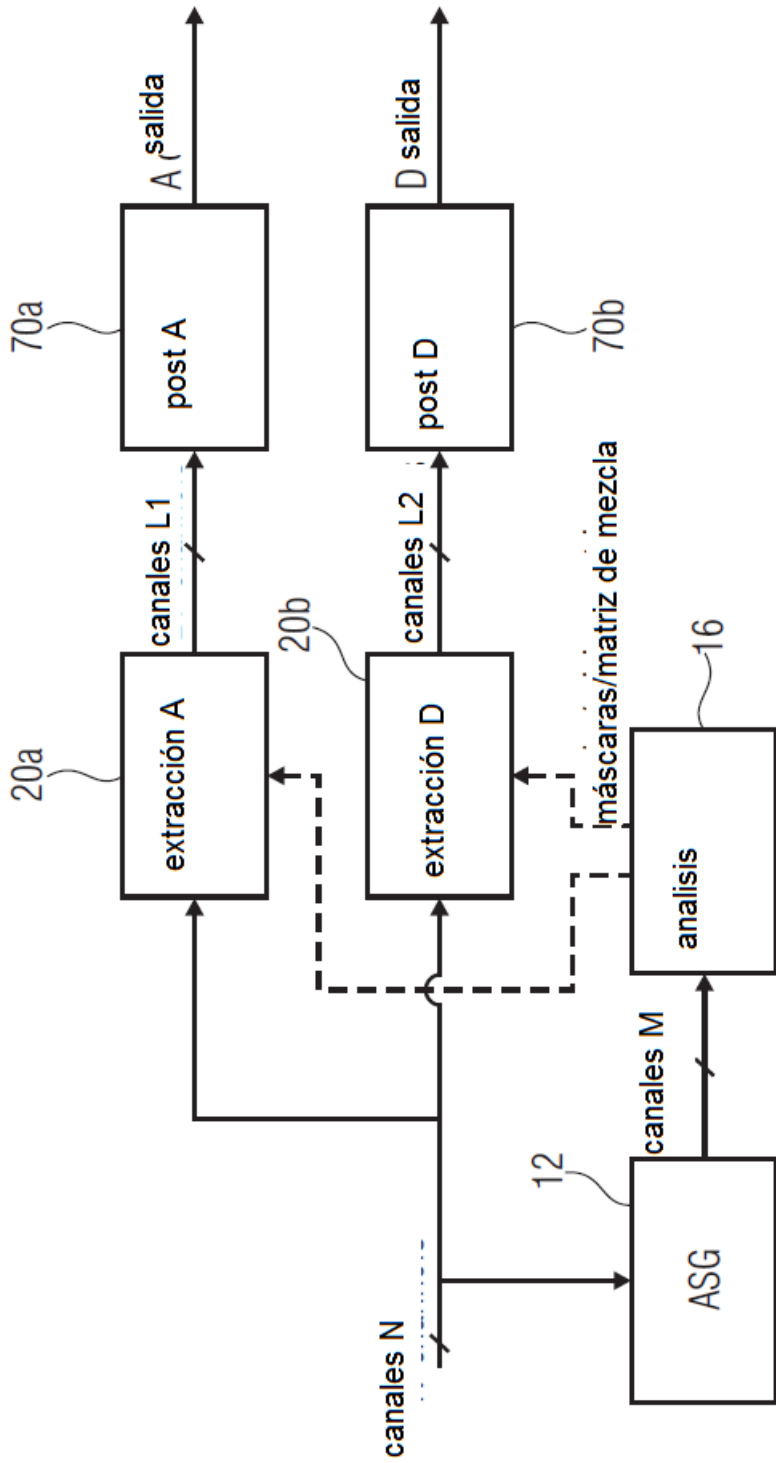 canales N
ASG
12
canales M
analisis
16
máscaras/matriz de mezcla
extracción A
20a
extracción D
20b
canales L1
canales L2
post A
70a
post D
70b
A salida
D salida